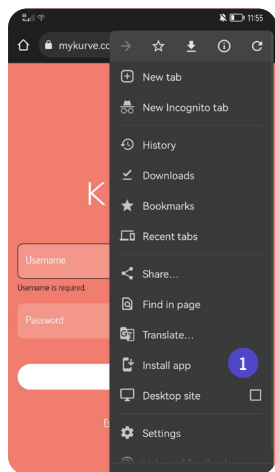 11:55
mykurve.cc
New tab
New Incognito tab
History
Downloads
K
Bookmarks
Recent tabs
Username
Share...
Username is required.
Find in page
Password
Translate...
Install app
1
Desktop site
Settings